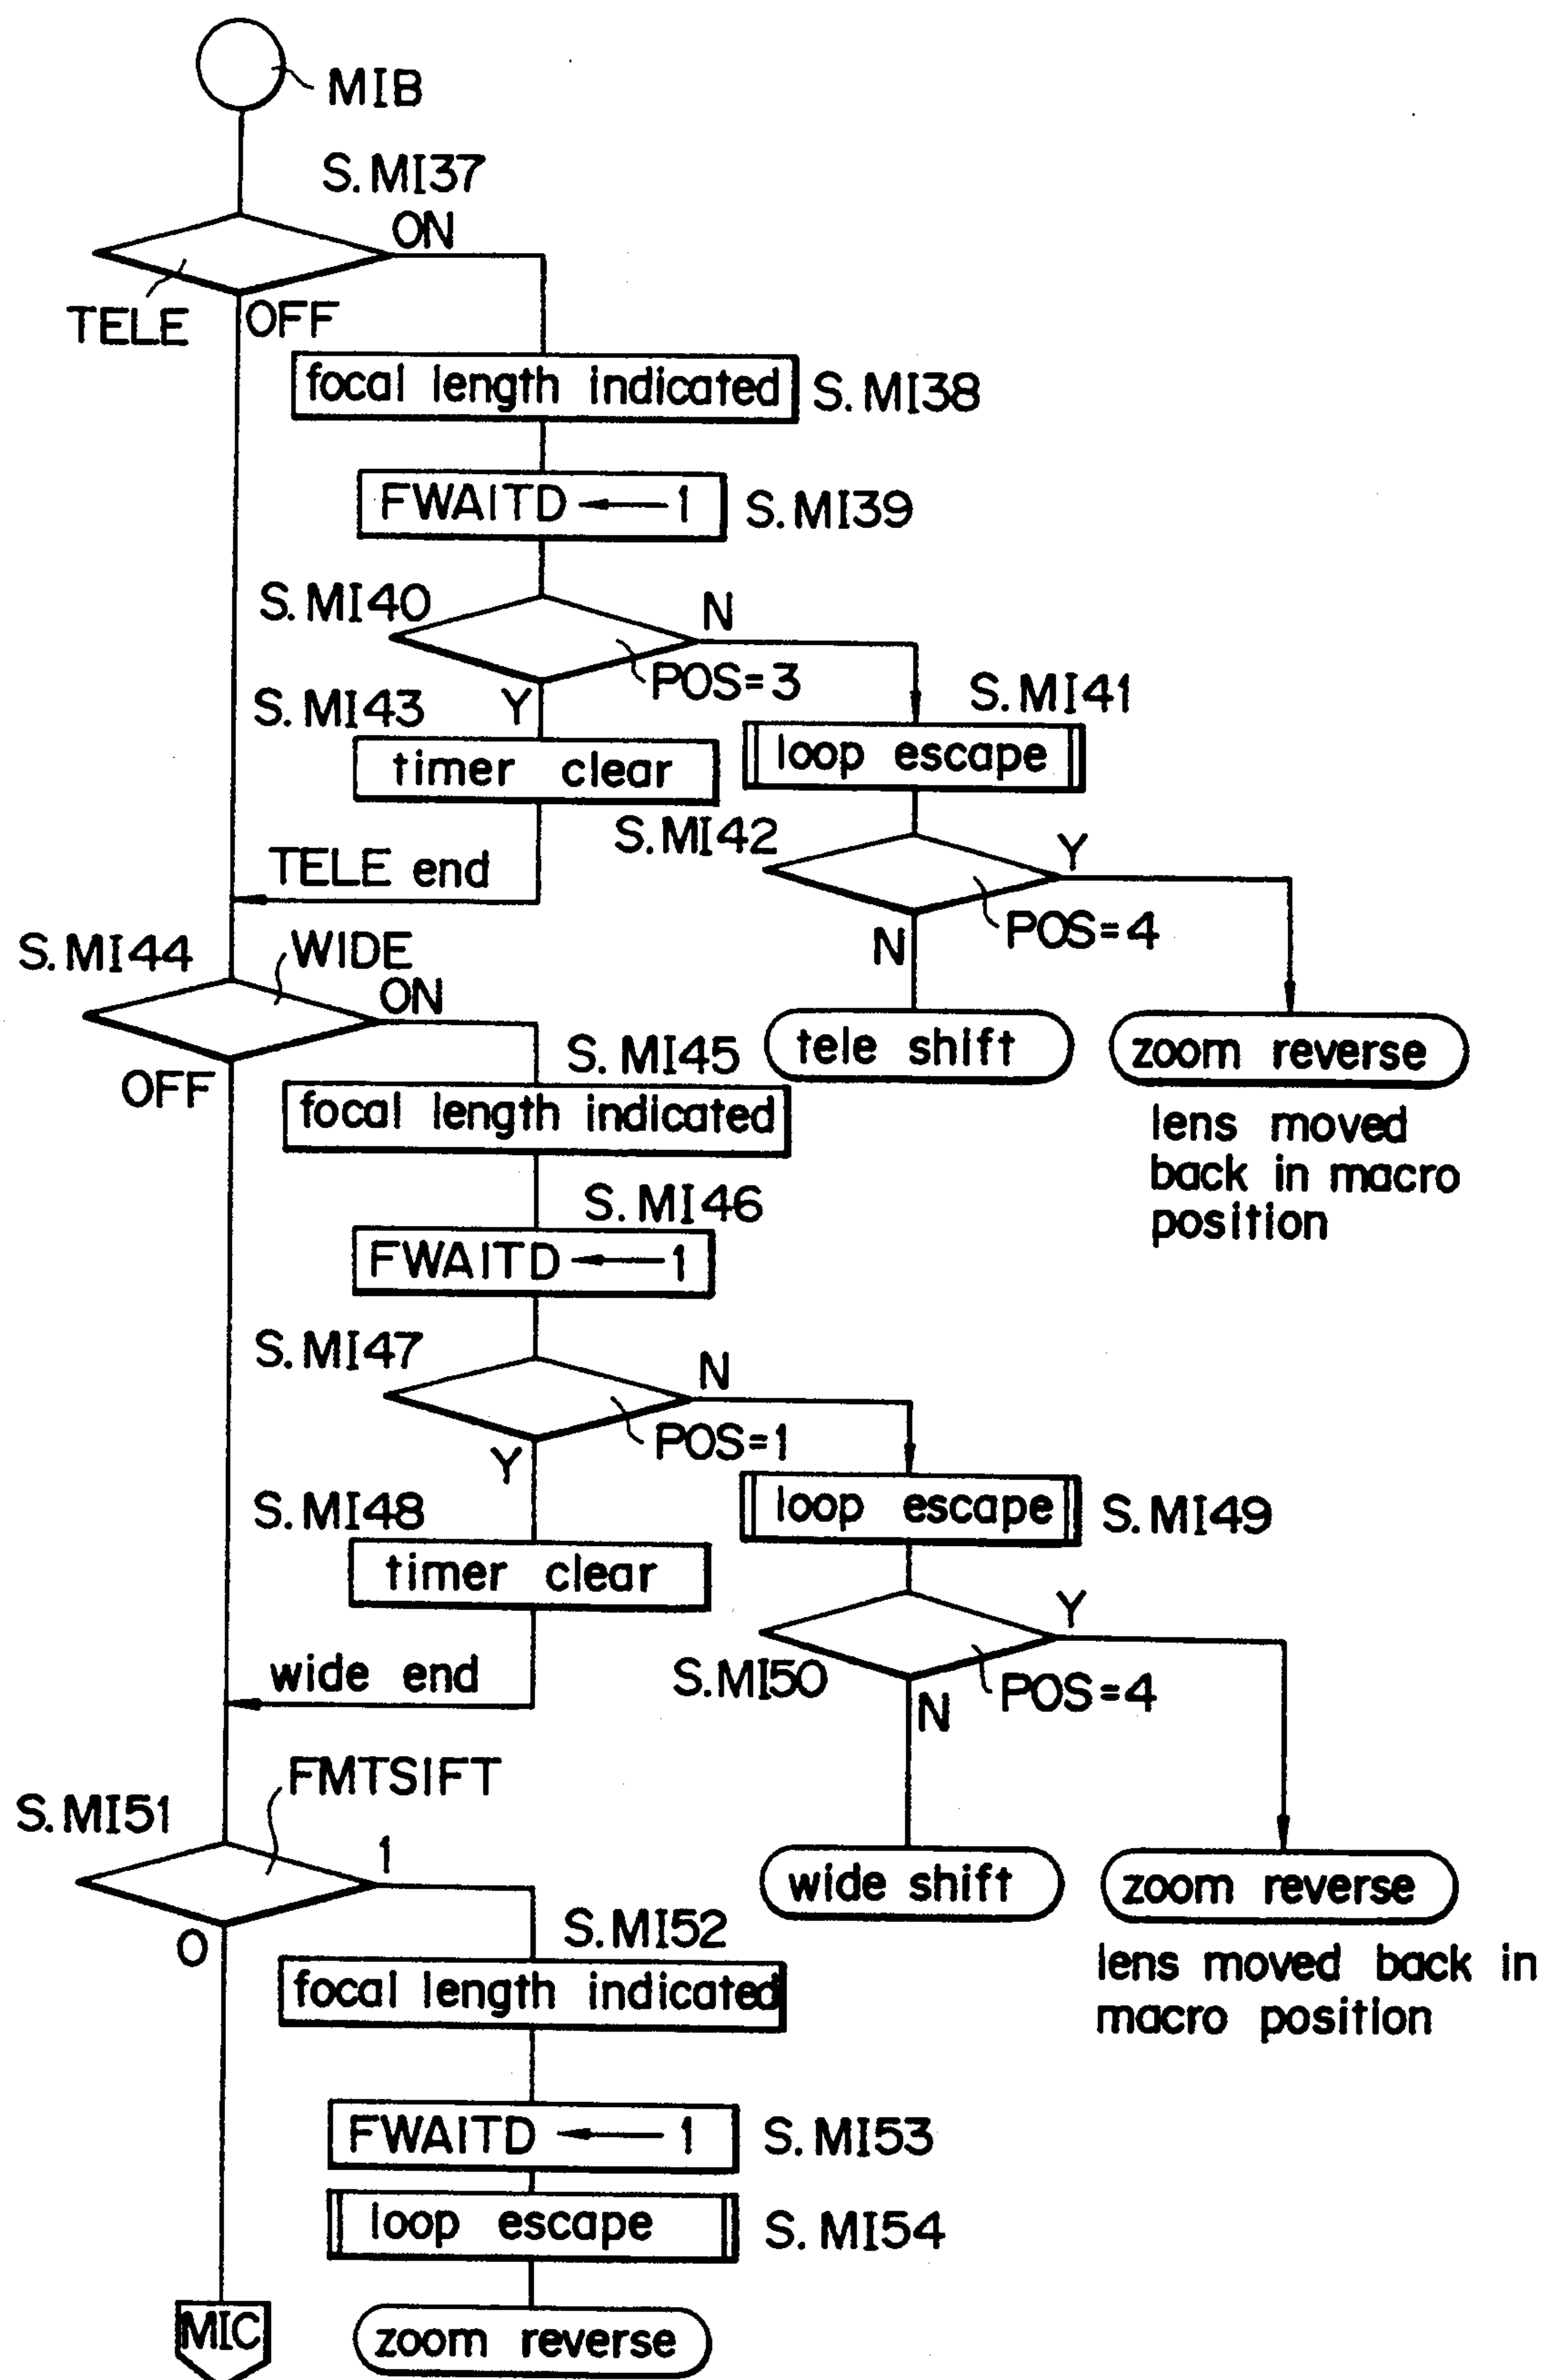 MIB
S.MI37
ON
TELE
OFF
focal length indicated
S.MI38
FWAITD ← 1
S.MI39
S.MI40
N
POS=3
S.MI43
Y
S.MI41
timer clear
loop escape
S.MI42
Y
TELE end
POS=4
N
S.MI44
WIDE
ON
tele shift
zoom reverse
OFF
S.MI45
focal length indicated
lens moved
back in macro
position
S.MI46
FWAITD ← 1
S.MI47
N
POS=1
Y
S.MI48
loop escape
S.MI49
timer clear
Y
wide end
S.MI50
POS=4
N
FMTSIFT
S.MI51
1
wide shift
zoom reverse
0
S.MI52
focal length indicated
lens moved back in
macro position
FWAITD ← 1
S.MI53
loop escape
S.MI54
MIC
zoom reverse